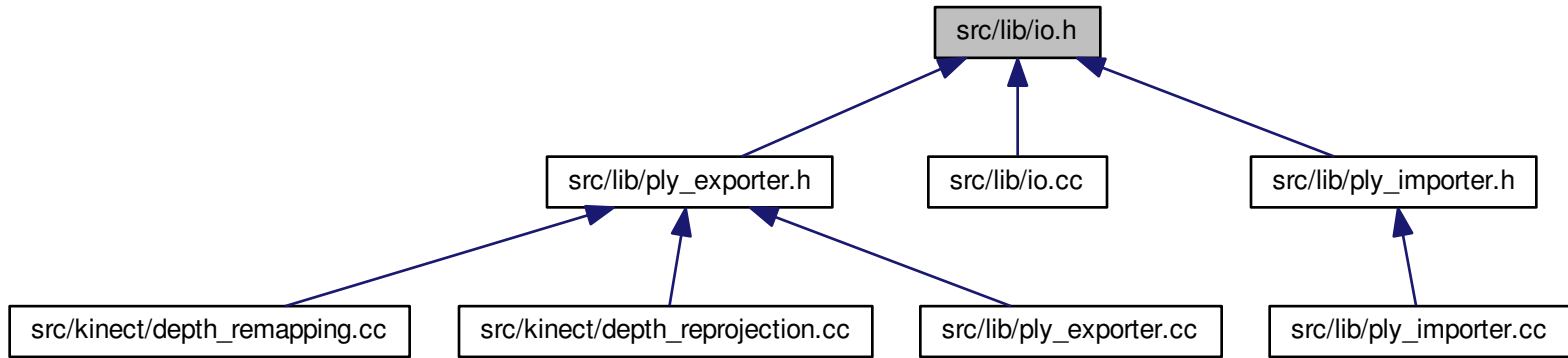 src/lib/io.h
src/lib/ply_exporter.h
src/lib/io.cc
src/lib/ply_importer.h
src/kinect/depth_remapping.cc
src/kinect/depth_reprojection.cc
src/lib/ply_exporter.cc
src/lib/ply_importer.cc